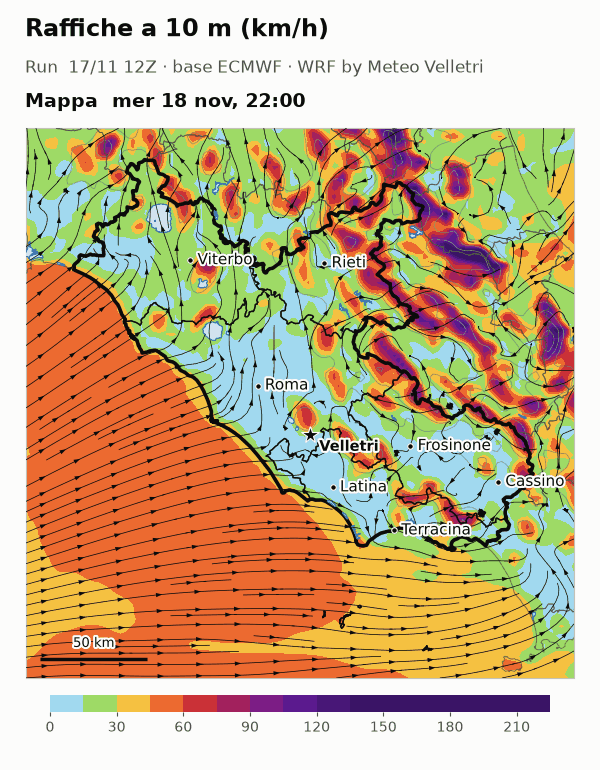 Raffiche a 10 m (km/h)
Run  17/11 12Z · base ECMWF · WRF by Meteo Velletri
Mappa  mer 18 nov, 22:00
Viterbo
Rieti
Roma
Velletri
Frosinone
Latina
Cassino
Terracina
50 km
0 30 60 90 120 150 180 210